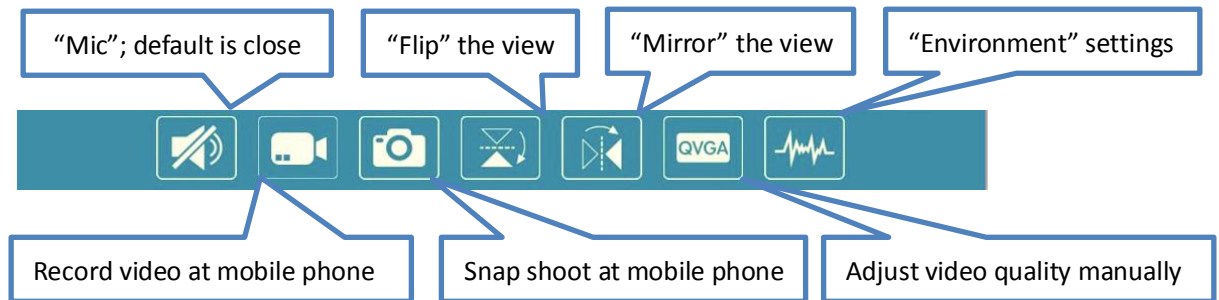 “Mic”; default is close
“Flip” the view
“Mirror” the view
“Environment” settings
QVGA
Record video at mobile phone
Snap shoot at mobile phone
Adjust video quality manually